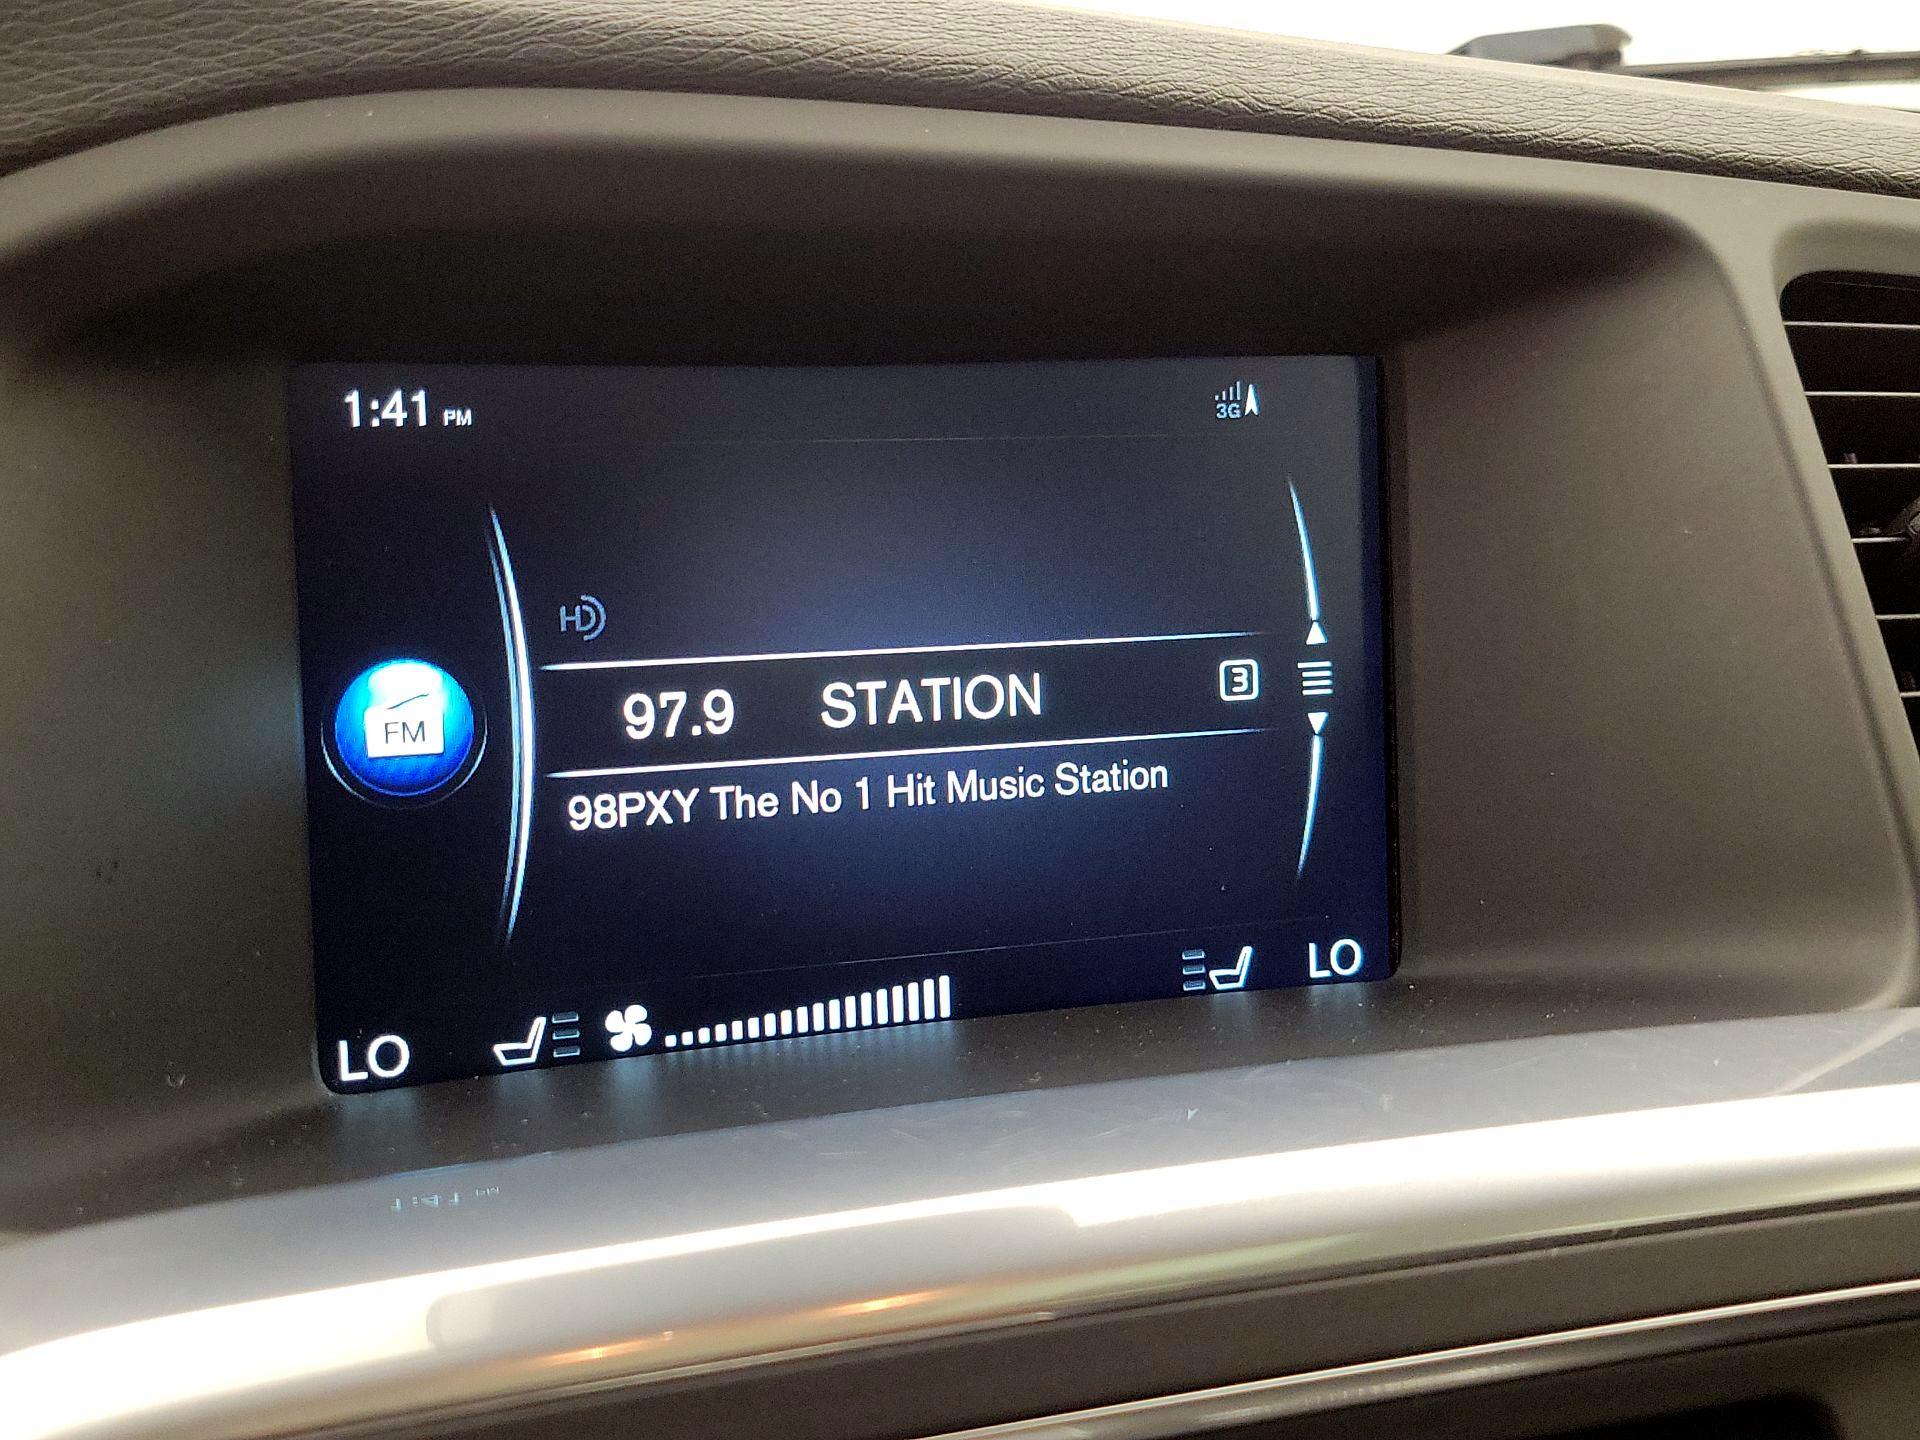 1:41 PM
3G
HD
97.9 STATION 3
FM
98PXY The No 1 Hit Music Station
LO
LO